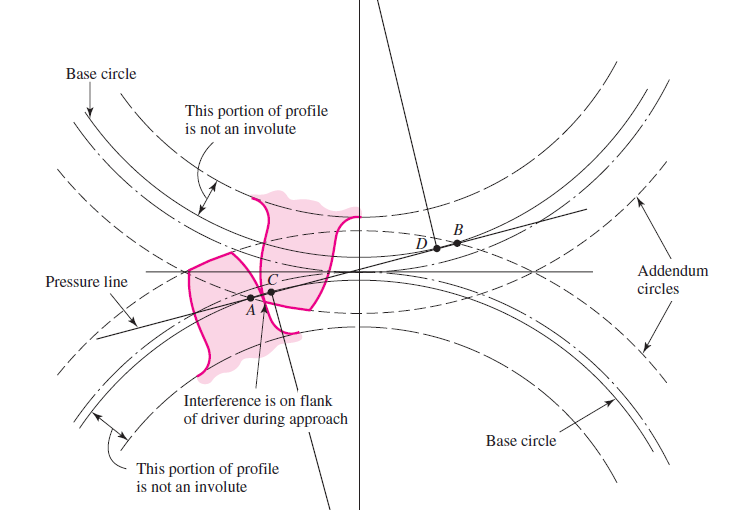 Base circle
This portion of profile
is not an involute
B
D
Pressure line
C
Addendum
circles
A
Interference is on flank
of driver during approach
Base circle
This portion of profile
is not an involute